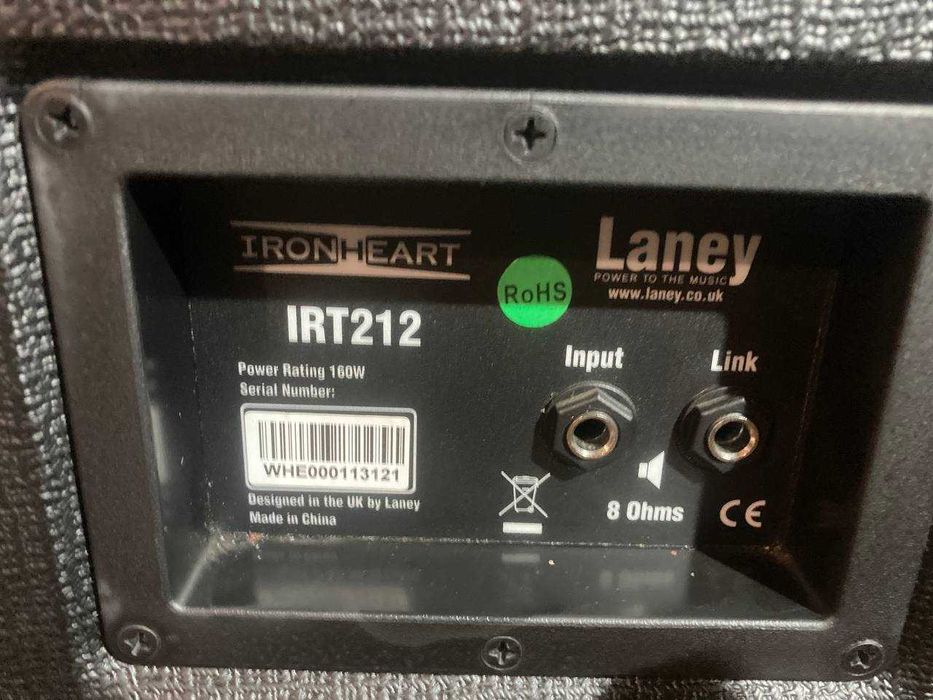 IRONHEART
Laney
POWER TO THE MUSIC
www.laney.co.uk
RoHS
IRT212
Power Rating 160W
Serial Number:
WHE000113121
Designed in the UK by Laney
Made in China
Input
Link
8 Ohms
CE